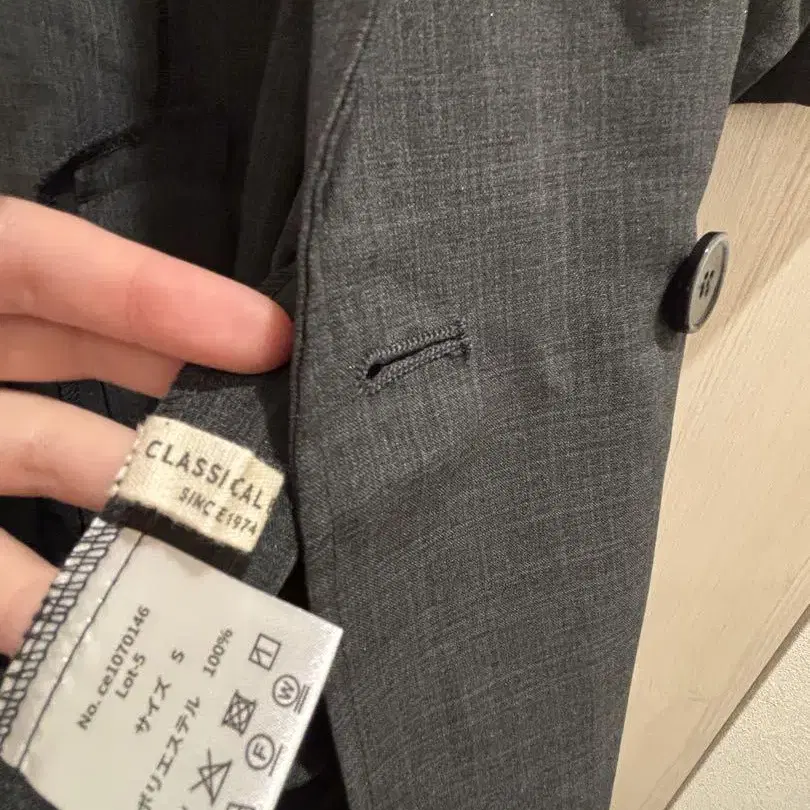 CLASSICAL
SINCE1974
No.ce1070146
Lot-5
サイズ S
ポリエステル 100%
W
F